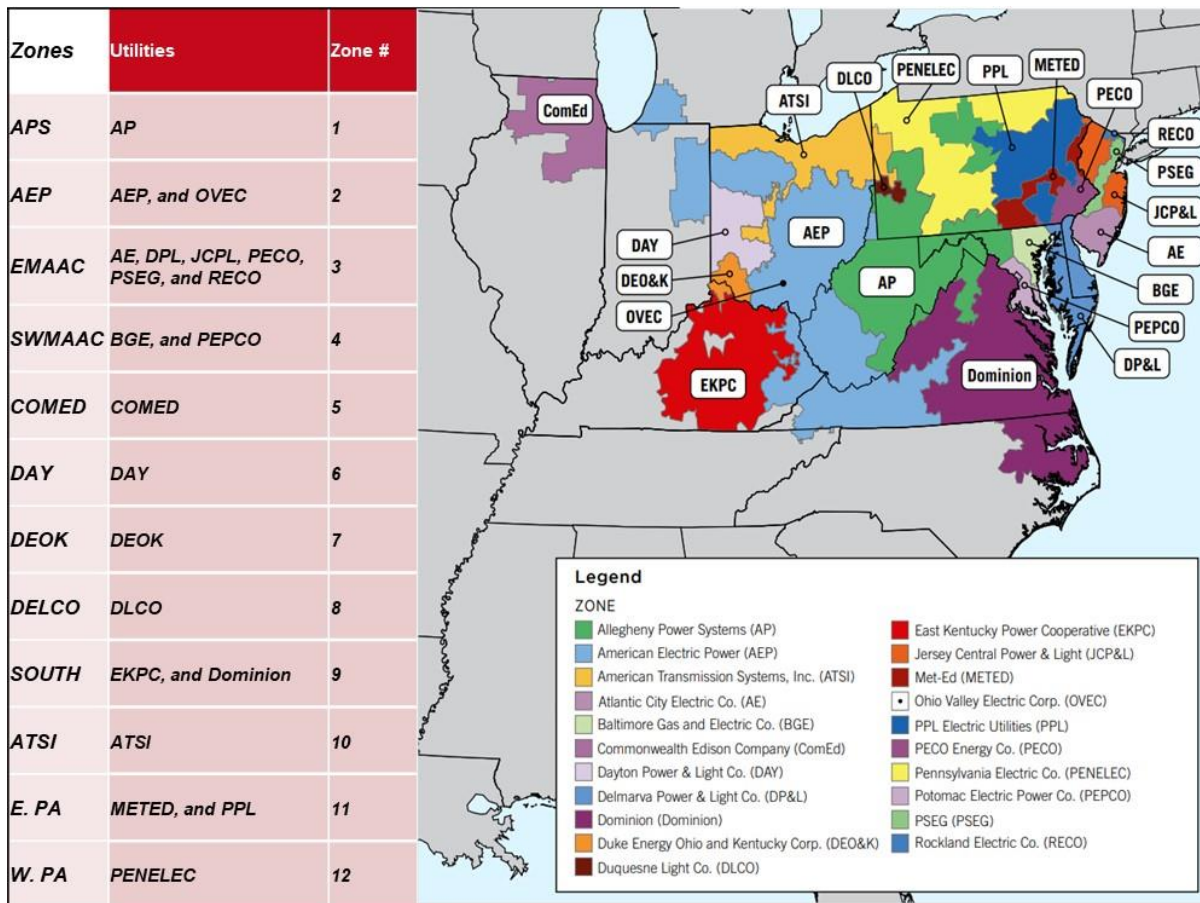 Zones Utilities Zone #
APS AP 1
AEP AEP, and OVEC 2
EMAAC AE, DPL, JCPL, PECO, PSEG, and RECO 3
SWMAAC BGE, and PEPCO 4
COMED COMED 5
DAY DAY 6
DEOK DEOK 7
DELCO DLCO 8
SOUTH EKPC, and Dominion 9
ATSI ATSI 10
E. PA METED, and PPL 11
W. PA PENELEC 12
ComEd
ATSI
DLCO
PENELEC
PPL
METED
PECO
RECO
PSEG
JCP&L
AE
BGE
PEPCO
DP&L
DAY
DEO&K
OVEC
AEP
AP
EKPC
Dominion
Legend
ZONE
Allegheny Power Systems (AP)
American Electric Power (AEP)
American Transmission Systems, Inc. (ATSI)
Atlantic City Electric Co. (AE)
Baltimore Gas and Electric Co. (BGE)
Commonwealth Edison Company (ComEd)
Dayton Power & Light Co. (DAY)
Delmarva Power & Light Co. (DP&L)
Dominion (Dominion)
Duke Energy Ohio and Kentucky Corp. (DEO&K)
Duquesne Light Co. (DLCO)
East Kentucky Power Cooperative (EKPC)
Jersey Central Power & Light (JCP&L)
Met-Ed (METED)
Ohio Valley Electric Corp. (OVEC)
PPL Electric Utilities (PPL)
PECO Energy Co. (PECO)
Pennsylvania Electric Co. (PENELEC)
Potomac Electric Power Co. (PEPCO)
PSEG (PSEG)
Rockland Electric Co. (RECO)